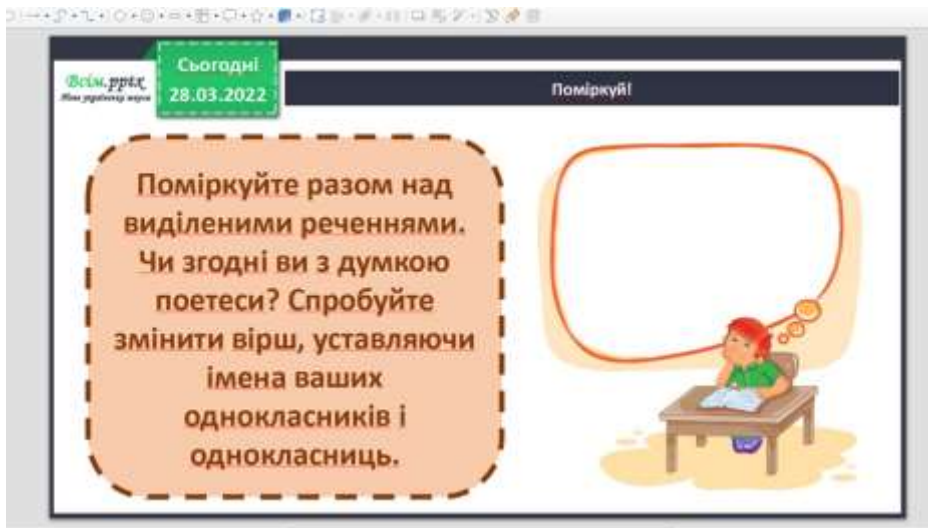 Всім.pptx
Сьогодні
28.03.2022
Поміркуй!
Поміркуйте разом над
виділеними реченнями.
Чи згодні ви з думкою
поетеси? Спробуйте
змінити вірш, уставляючи
імена ваших
однокласників і
однокласниць.